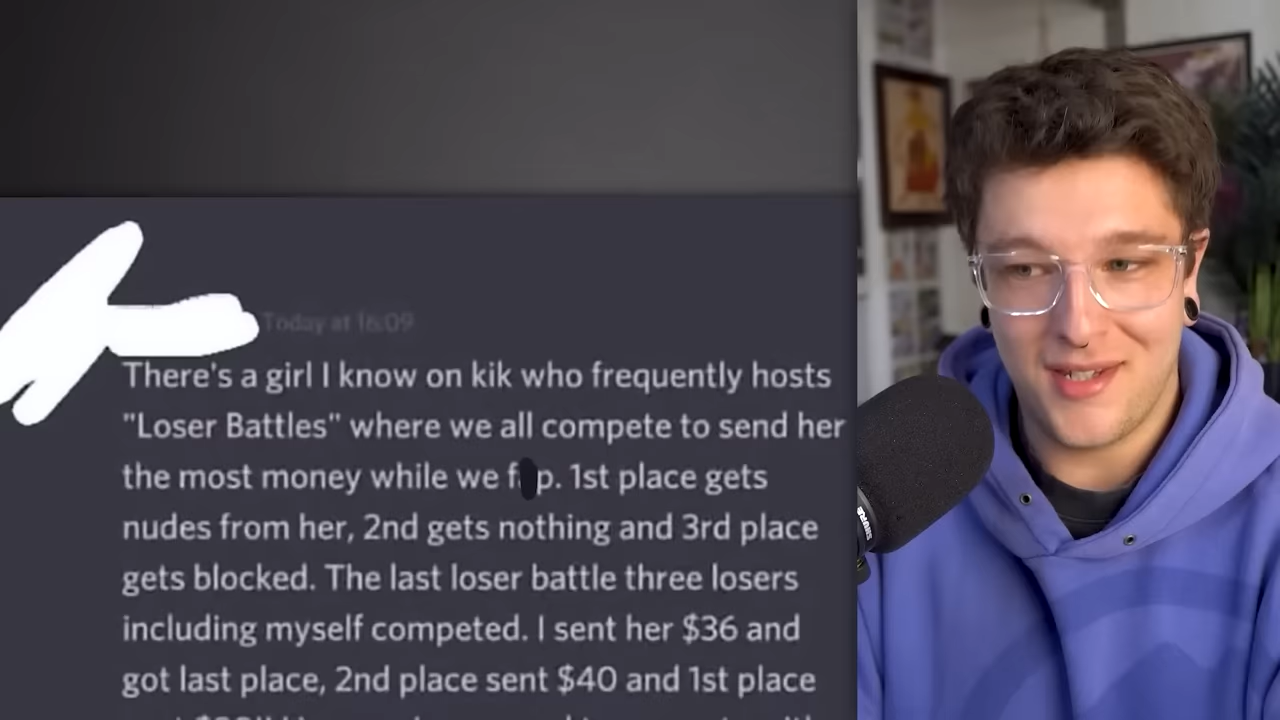 Today at 16:09
There's a girl I know on kik who frequently hosts
"Loser Battles" where we all compete to send her
the most money while we f p. 1st place gets
nudes from her, 2nd gets nothing and 3rd place
gets blocked. The last loser battle three losers
including myself competed. I sent her $36 and
got last place, 2nd place sent $40 and 1st place
SHURE